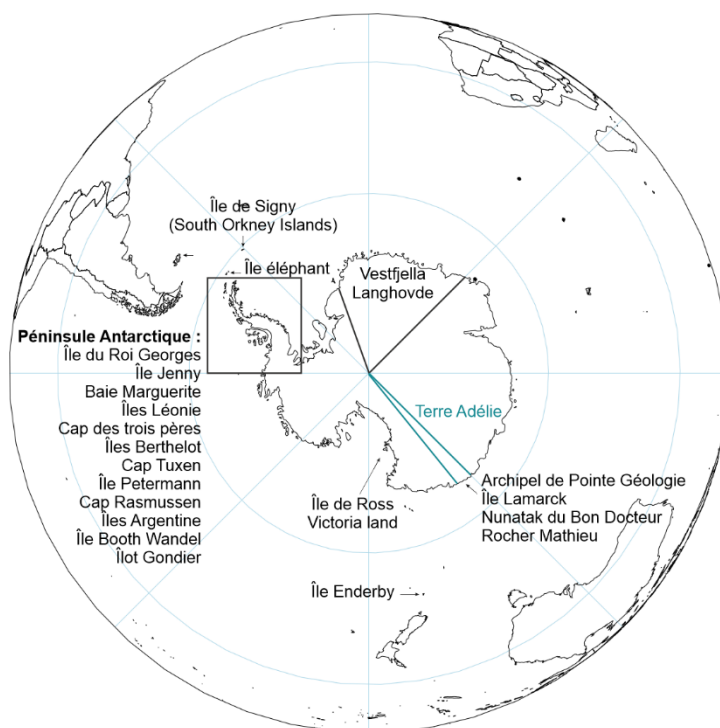 Île de Signy
(South Orkney Islands)
Île éléphant
Vestfjella
Langhovde
Péninsule Antarctique :
Île du Roi Georges
Île Jenny
Baie Marguerite
Îles Léonie
Cap des trois pères
Îles Berthelot
Cap Tuxen
Île Petermann
Cap Rasmussen
Îles Argentine
Île Booth Wandel
Îlot Gondier
Terre Adélie
Île de Ross
Victoria land
Archipel de Pointe Géologie
Île Lamarck
Nunatak du Bon Docteur
Rocher Mathieu
Île Enderby